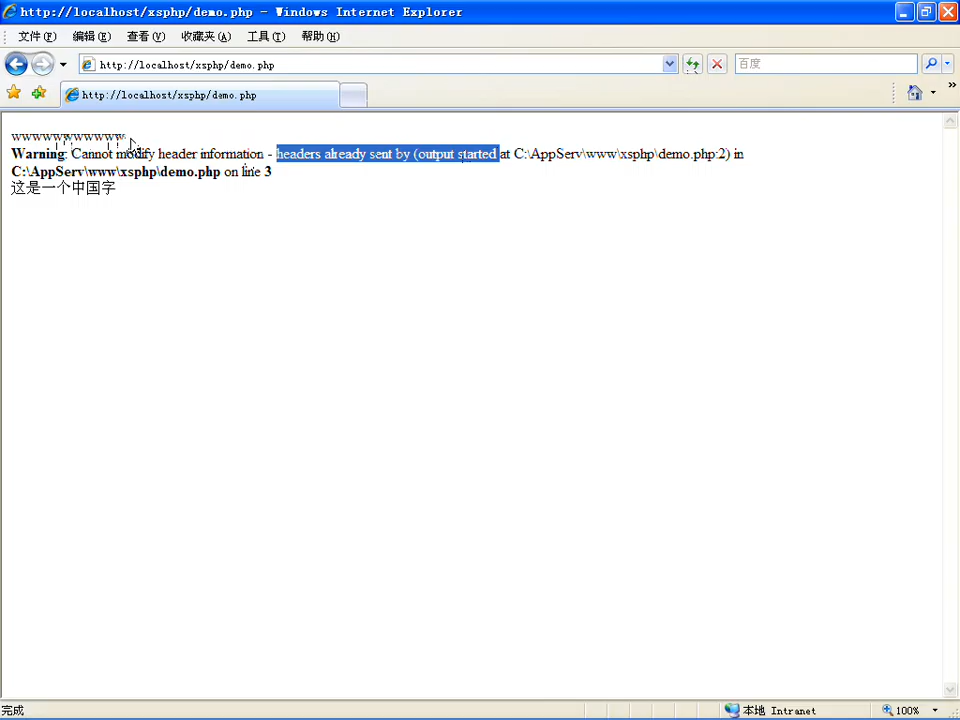 http://localhost/xsphp/demo.php - Windows Internet Explorer
文件(F) 编辑(E) 查看(V) 收藏夹(A) 工具(T) 帮助(H)
http://localhost/xsphp/demo.php 百度
http://localhost/xsphp/demo.php
wwwwwwwwwww
Warning: Cannot modify header information - headers already sent by (output started at C:\AppServ\www\xsphp\demo.php:2) in
C:\AppServ\www\xsphp\demo.php on line 3
这是一个中国字
完成 本地 Intranet 100%